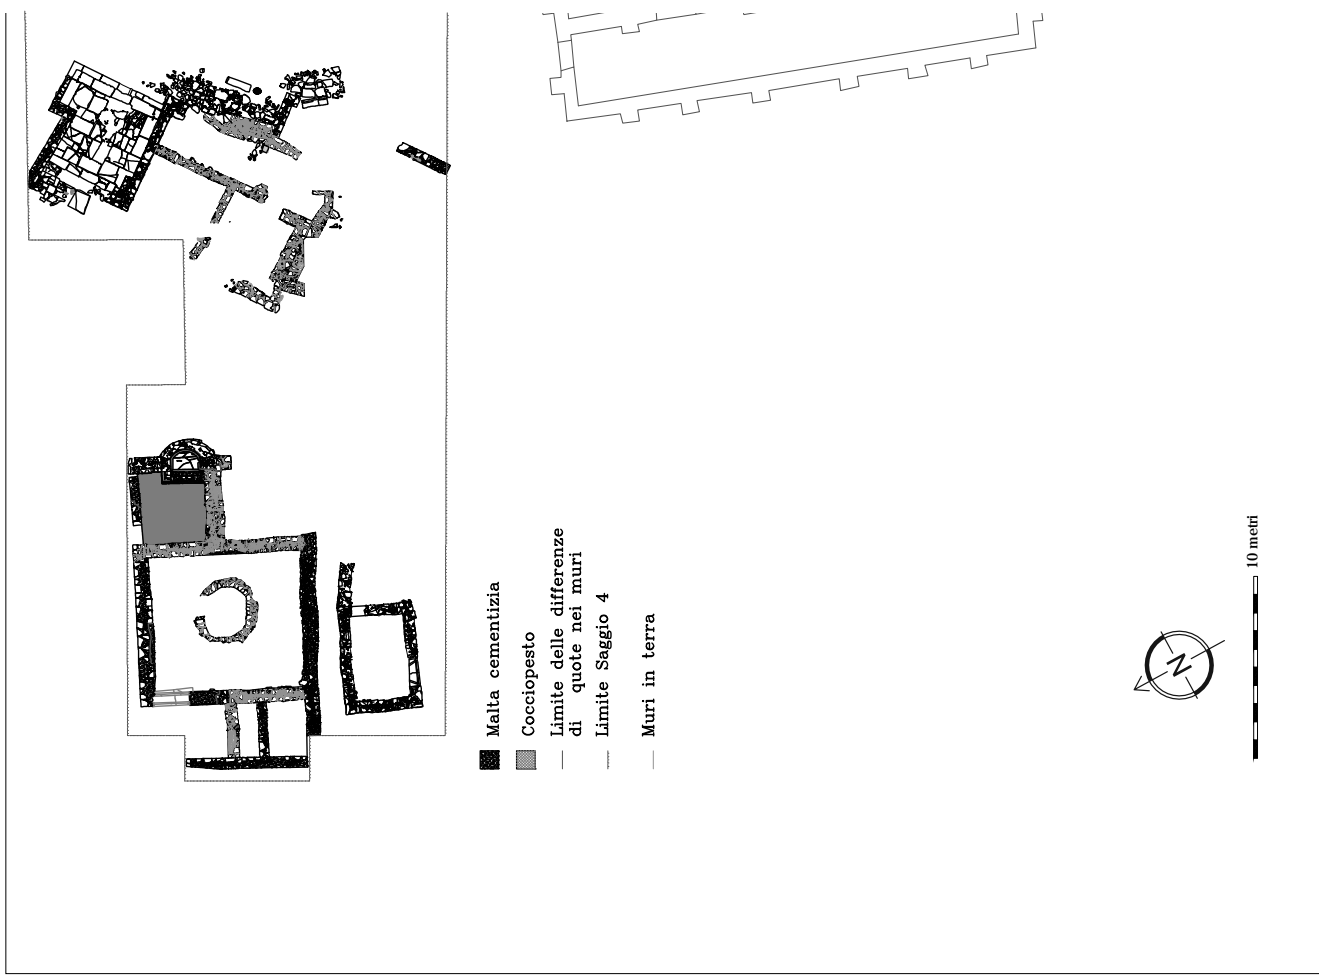 Malta cementizia
Cocciopesto
Limite delle differenze
di quote nei muri
Limite Saggio 4
Muri in terra
N
10 metri